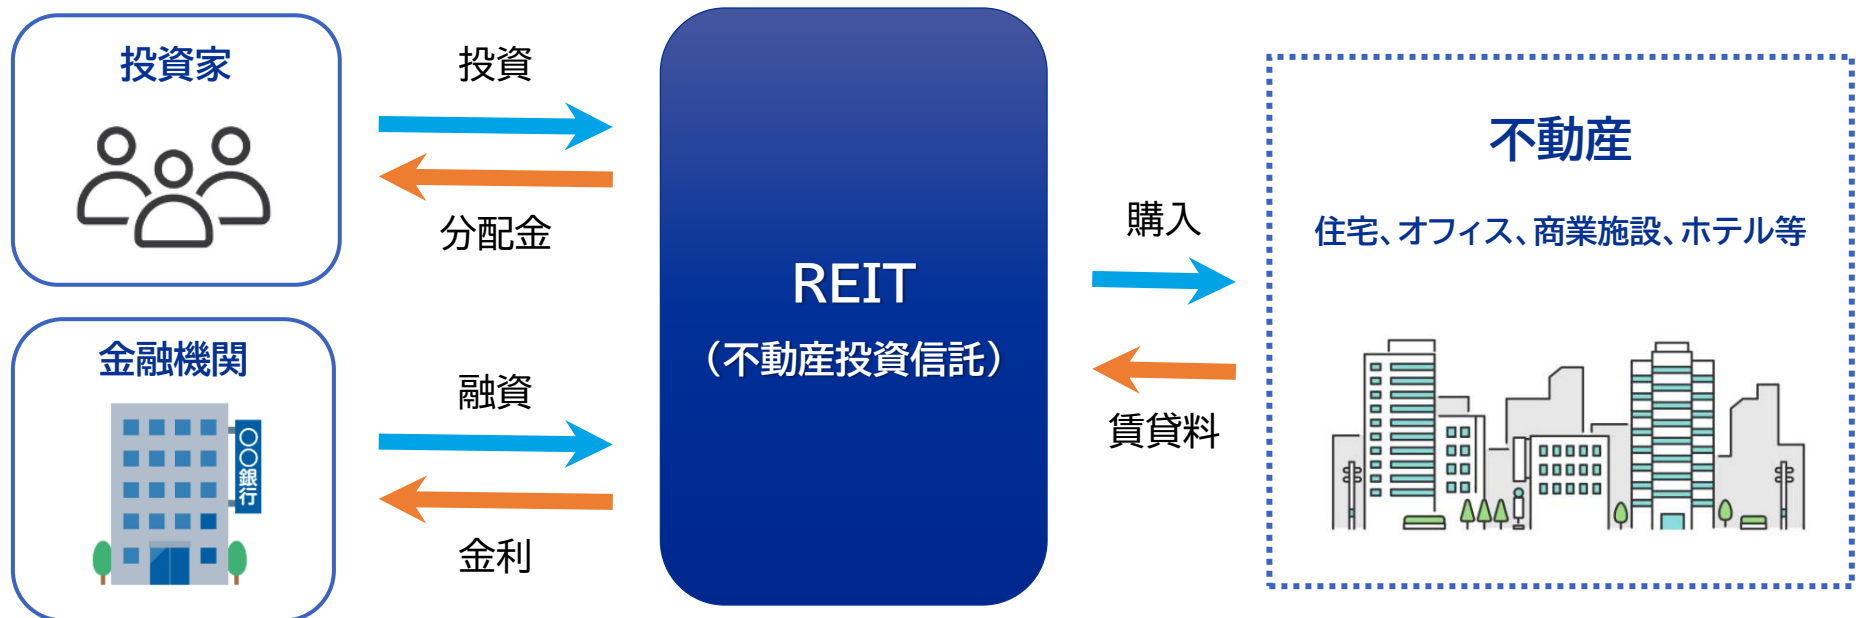 投資家
投資
分配金
金融機関
〇〇銀行
融資
金利
REIT
（不動産投資信託）
購入
賃貸料
不動産
住宅、オフィス、商業施設、ホテル等